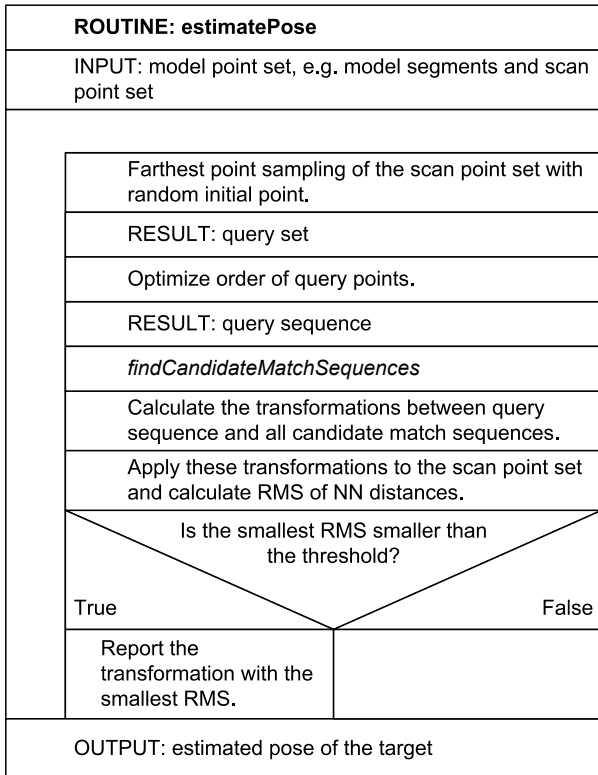 ROUTINE: estimatePose
INPUT: model point set, e.g. model segments and scan
point set
Farthest point sampling of the scan point set with
random initial point.
RESULT: query set
Optimize order of query points.
RESULT: query sequence
findCandidateMatchSequences
Calculate the transformations between query
sequence and all candidate match sequences.
Apply these transformations to the scan point set
and calculate RMS of NN distances.
Is the smallest RMS smaller than
the threshold?
True
False
Report the
transformation with the
smallest RMS.
OUTPUT: estimated pose of the target